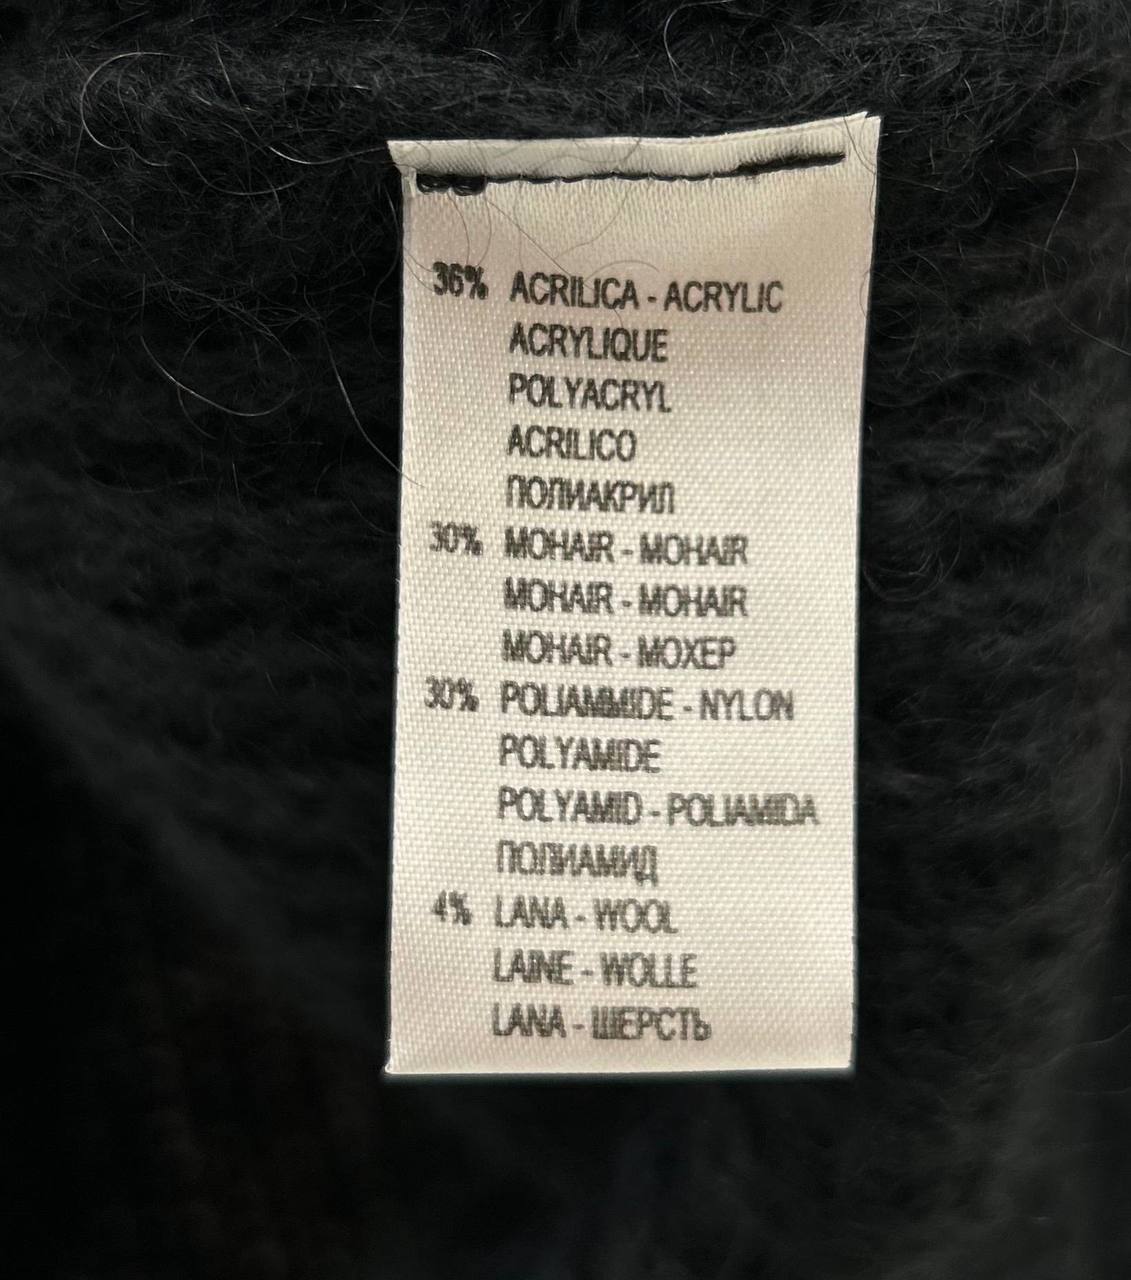 36% ACRILICA - ACRYLIC
ACRYLIQUE
POLYACRYL
ACRILICO
ПОЛИАКРИЛ
30% MOHAIR - MOHAIR
MOHAIR - MOHAIR
MOHAIR - МОХЕР
30% POLIAMMIDE - NYLON
POLYAMIDE
POLYAMID - POLIAMIDA
ПОЛИАМИД
4% LANA - WOOL
LAINE - WOLLE
LANA - ШЕРСТЬ